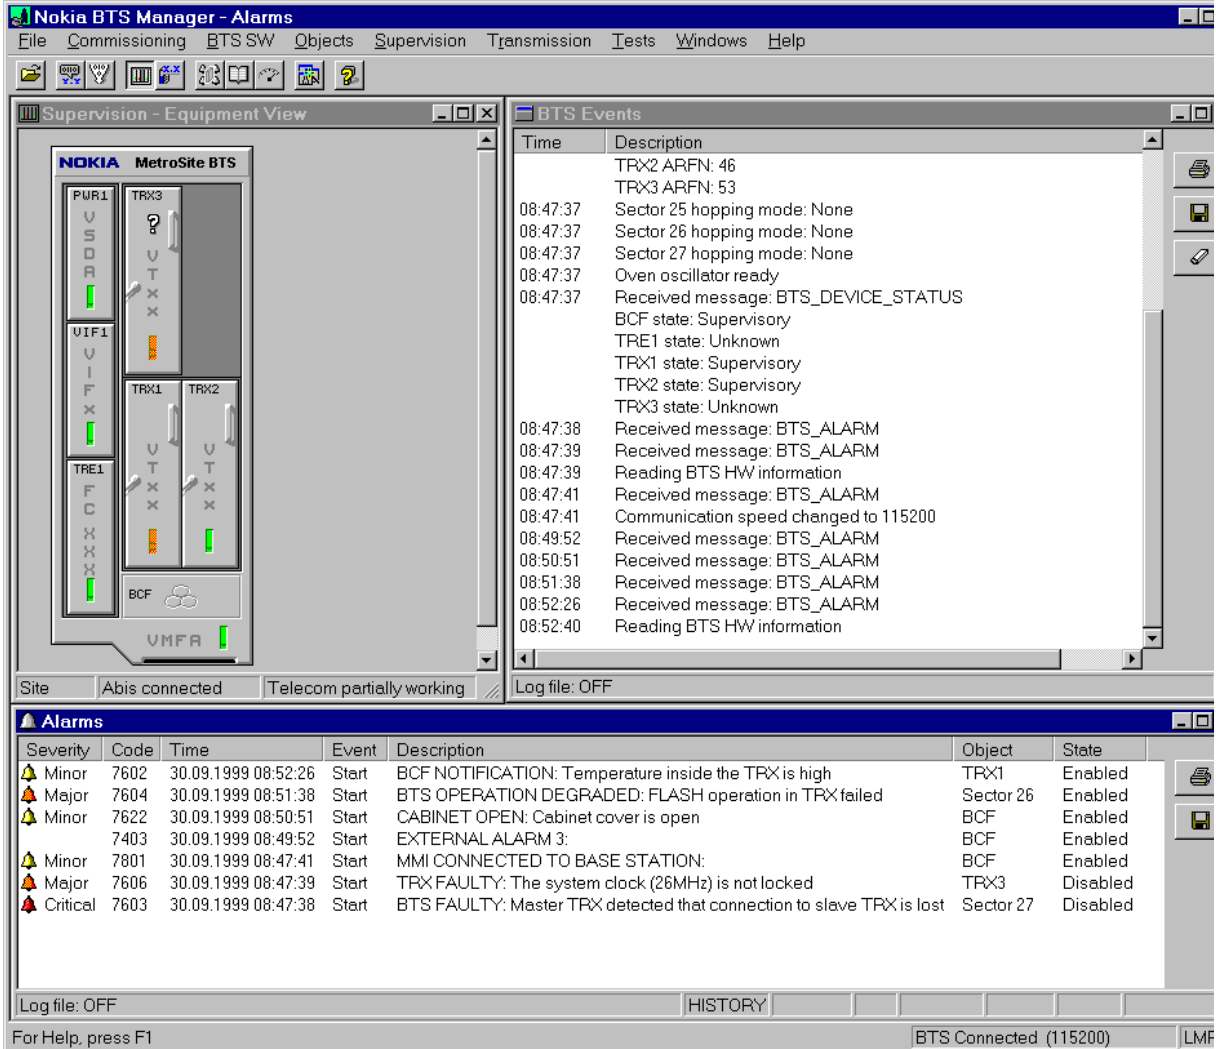 Nokia BTS Manager - Alarms
File Commissioning BTS SW Objects Supervision Transmission Tests Windows Help
Supervision - Equipment View
NOKIA MetroSite BTS
PWR1
V
S
D
A
VIF1
V
I
F
X
TRE1
F
C
X
X
X
TRX3
?
V
T
X
X
TRX1
V
T
X
X
TRX2
V
T
X
X
BCF
VMFA
Site Abis connected Telecom partially working
BTS Events
Time Description
TRX2 ARFN: 46
TRX3 ARFN: 53
08:47:37 Sector 25 hopping mode: None
08:47:37 Sector 26 hopping mode: None
08:47:37 Sector 27 hopping mode: None
08:47:37 Oven oscillator ready
08:47:37 Received message: BTS_DEVICE_STATUS
BCF state: Supervisory
TRE1 state: Unknown
TRX1 state: Supervisory
TRX2 state: Supervisory
TRX3 state: Unknown
08:47:38 Received message: BTS_ALARM
08:47:39 Received message: BTS_ALARM
08:47:39 Reading BTS HW information
08:47:41 Received message: BTS_ALARM
08:47:41 Communication speed changed to 115200
08:49:52 Received message: BTS_ALARM
08:50:51 Received message: BTS_ALARM
08:51:38 Received message: BTS_ALARM
08:52:26 Received message: BTS_ALARM
08:52:40 Reading BTS HW information
Log file: OFF
Alarms
Severity Code Time Event Description Object State
Minor 7602 30.09.1999 08:52:26 Start BCF NOTIFICATION: Temperature inside the TRX is high TRX1 Enabled
Major 7604 30.09.1999 08:51:38 Start BTS OPERATION DEGRADED: FLASH operation in TRX failed Sector 26 Enabled
Minor 7622 30.09.1999 08:50:51 Start CABINET OPEN: Cabinet cover is open BCF Enabled
7403 30.09.1999 08:49:52 Start EXTERNAL ALARM 3: BCF Enabled
Minor 7801 30.09.1999 08:47:41 Start MMI CONNECTED TO BASE STATION: BCF Enabled
Major 7606 30.09.1999 08:47:39 Start TRX FAULTY: The system clock (26MHz) is not locked TRX3 Disabled
Critical 7603 30.09.1999 08:47:38 Start BTS FAULTY: Master TRX detected that connection to slave TRX is lost Sector 27 Disabled
Log file: OFF HISTORY
For Help, press F1 BTS Connected (115200) LMP